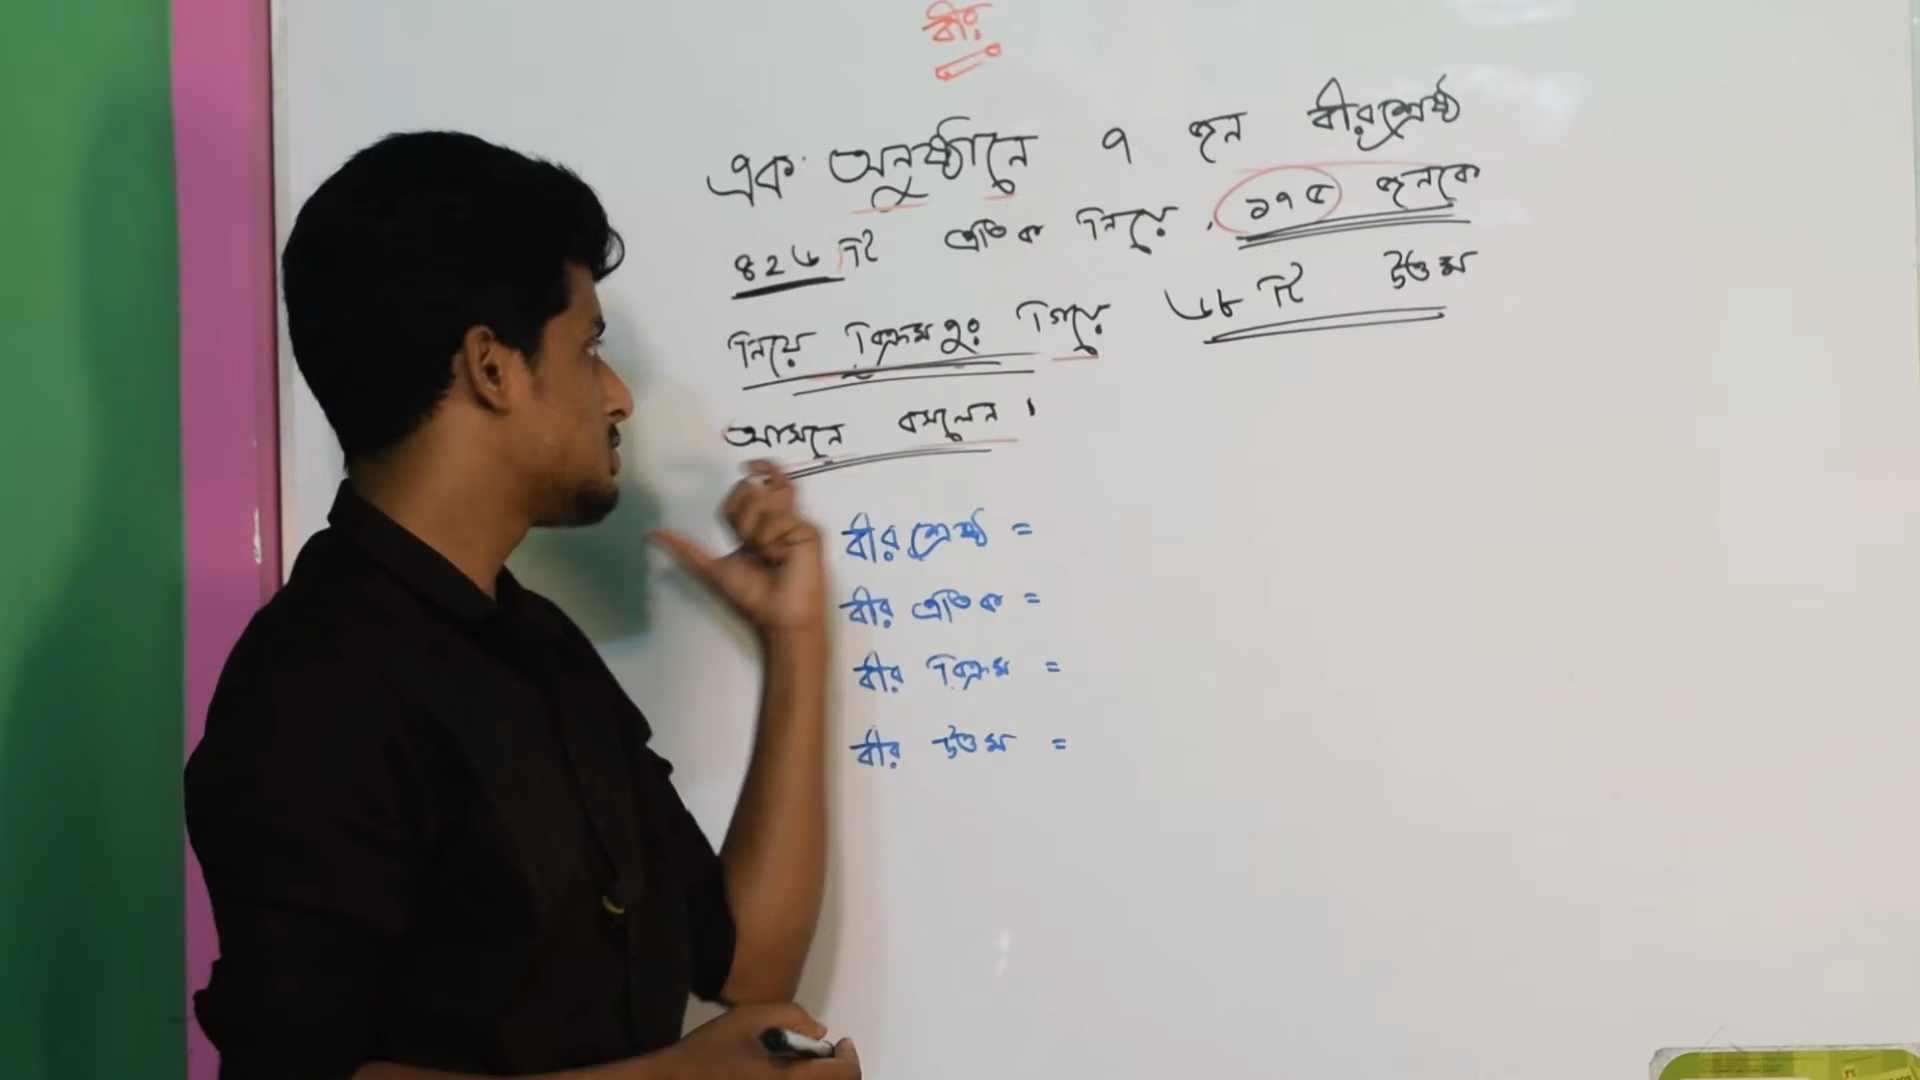 বীর
এক অনুষ্ঠানে ৭ জন বীরশ্রেষ্ঠ
৪২৬ টি প্রতিক নিয়ে, ১৭৫ জনকে
নিয়ে বিক্রমপুর গিয়ে ৬৮ টি উত্তম
আসনে বসলেন।
বীরশ্রেষ্ঠ =
বীর প্রতিক =
বীর বিক্রম =
বীর উত্তম =